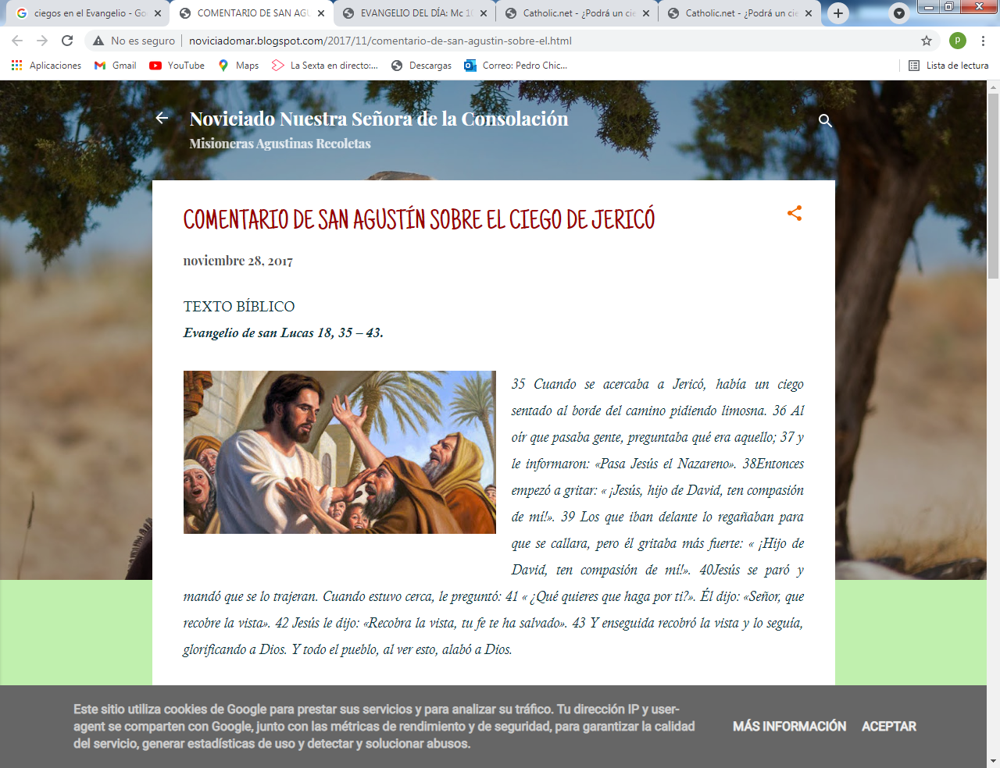 ciegos en el Evangelio - Go
COMENTARIO DE SAN AGU
EVANGELIO DEL DÍA: Mc 10
Catholic.net - ¿Podrá un cie
Catholic.net - ¿Podrá un cie
No es seguro
noviciadomar.blogspot.com/2017/11/comentario-de-san-agustin-sobre-el.html
P
Aplicaciones
Gmail
YouTube
Maps
La Sexta en directo:...
Descargas
Correo: Pedro Chic...
Lista de lectura
Noviciado Nuestra Señora de la Consolación
Misioneras Agustinas Recoletas
COMENTARIO DE SAN AGUSTÍN SOBRE EL CIEGO DE JERICÓ
noviembre 28, 2017
TEXTO BÍBLICO
Evangelio de san Lucas 18, 35 – 43.
35 Cuando se acercaba a Jericó, había un ciego
sentado al borde del camino pidiendo limosna. 36 Al
oír que pasaba gente, preguntaba qué era aquello; 37 y
le informaron: «Pasa Jesús el Nazareno». 38Entonces
empezó a gritar: « ¡Jesús, hijo de David, ten compasión
de mí!». 39 Los que iban delante lo regañaban para
que se callara, pero él gritaba más fuerte: « ¡Hijo de
David, ten compasión de mí!». 40Jesús se paró y
mandó que se lo trajeran. Cuando estuvo cerca, le preguntó: 41 « ¿Qué quieres que haga por ti?». Él dijo: «Señor, que
recobre la vista». 42 Jesús le dijo: «Recobra la vista, tu fe te ha salvado». 43 Y enseguida recobró la vista y lo seguía,
glorificando a Dios. Y todo el pueblo, al ver esto, alabó a Dios.
Este sitio utiliza cookies de Google para prestar sus servicios y para analizar su tráfico. Tu dirección IP y user-
agent se comparten con Google, junto con las métricas de rendimiento y de seguridad, para garantizar la calidad
del servicio, generar estadísticas de uso y detectar y solucionar abusos.
MÁS INFORMACIÓN
ACEPTAR